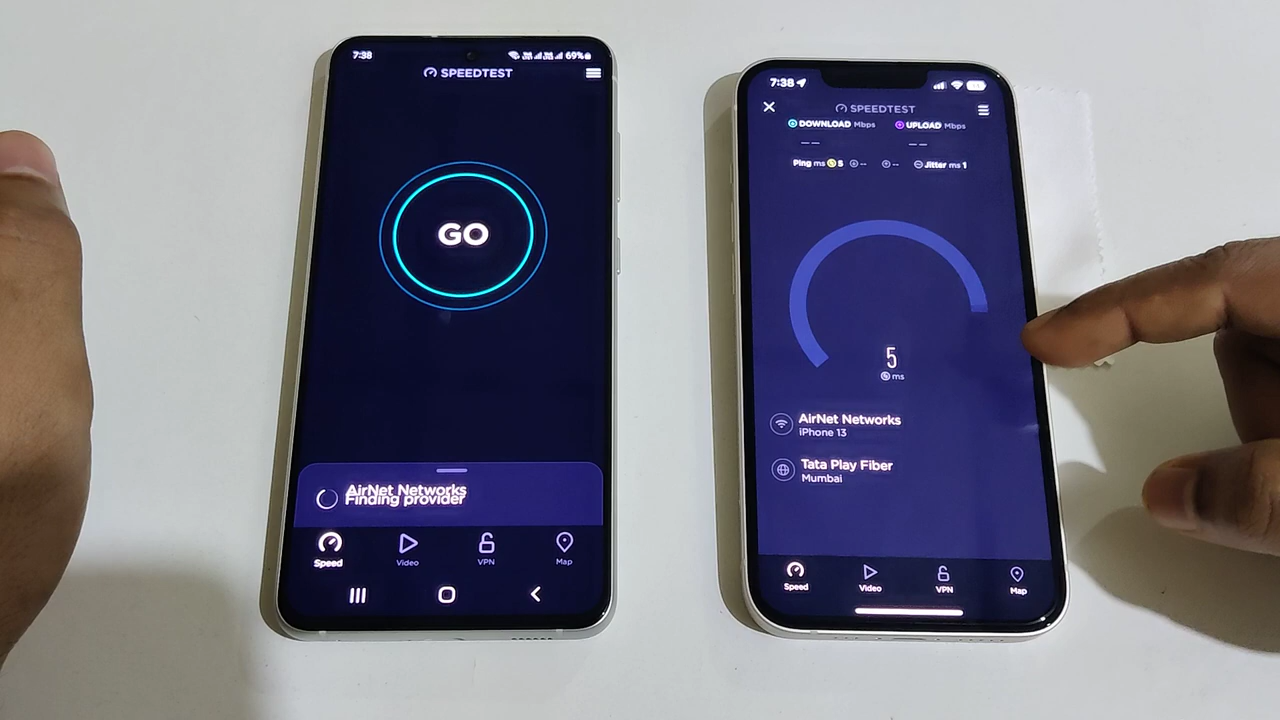 7:38
69%
SPEEDTEST
GO
AirNet Networks
Finding provider
Speed
Video
VPN
Map
7:38
SPEEDTEST
DOWNLOAD Mbps
UPLOAD Mbps
Ping ms 5 -- -- Jitter ms 1
5
ms
AirNet Networks
iPhone 13
Tata Play Fiber
Mumbai
Speed
Video
VPN
Map